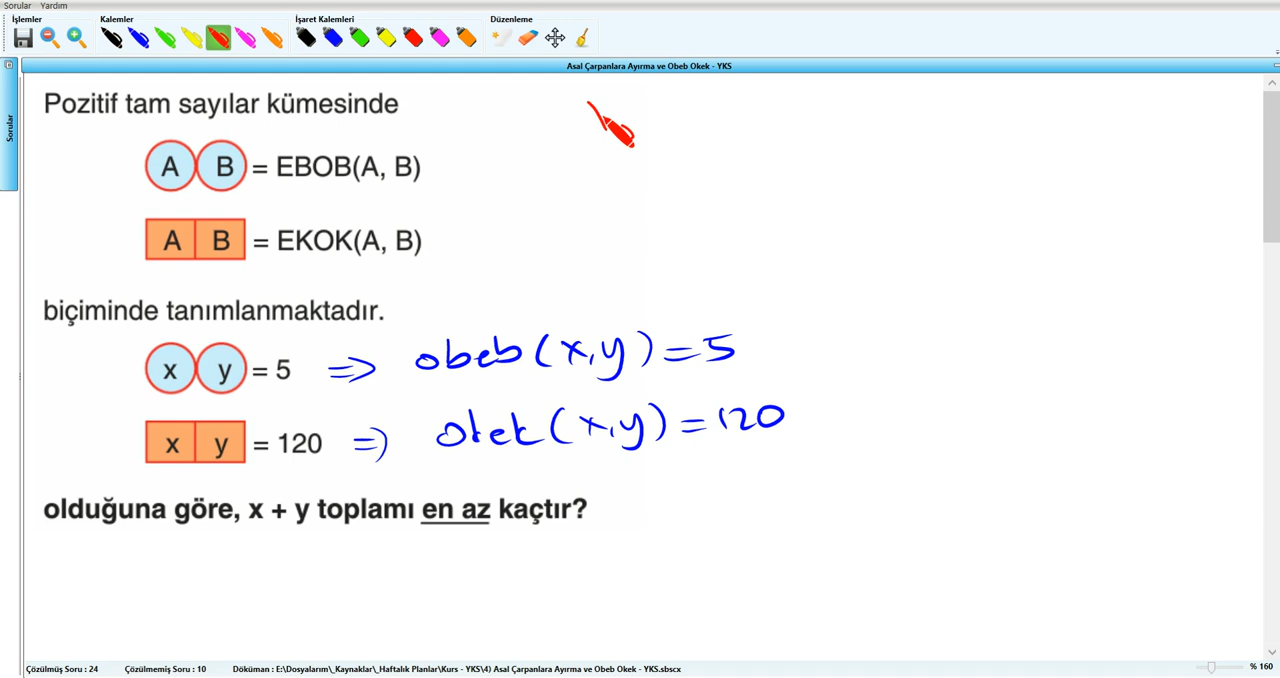 Sorular Yardım
İşlemler Kalemler İşaret Kalemleri Düzenleme
Asal Çarpanlara Ayırma ve Obeb Okek - YKS
Sorular
Pozitif tam sayılar kümesinde
A B = EBOB(A, B)
A B = EKOK(A, B)
biçiminde tanımlanmaktadır.
x y = 5 => obeb(x,y)=5
x y = 120 => okek(x,y)=120
olduğuna göre, x + y toplamı en az kaçtır?
Çözülmüş Soru : 24 Çözülmemiş Soru : 10 Döküman : E:\Dosyalarım\_Kaynaklar\_Haftalık Planlar\Kurs - YKS\4) Asal Çarpanlara Ayırma ve Obeb Okek - YKS.sbscx % 160